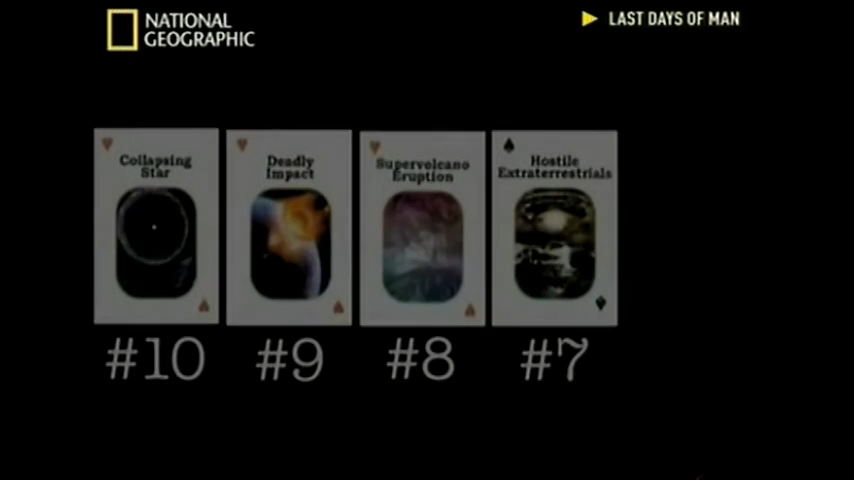 NATIONAL
GEOGRAPHIC
LAST DAYS OF MAN
Collapsing
Star
Deadly
Impact
Supervolcano
Eruption
Hostile
Extraterrestrials
#10
#9
#8
#7